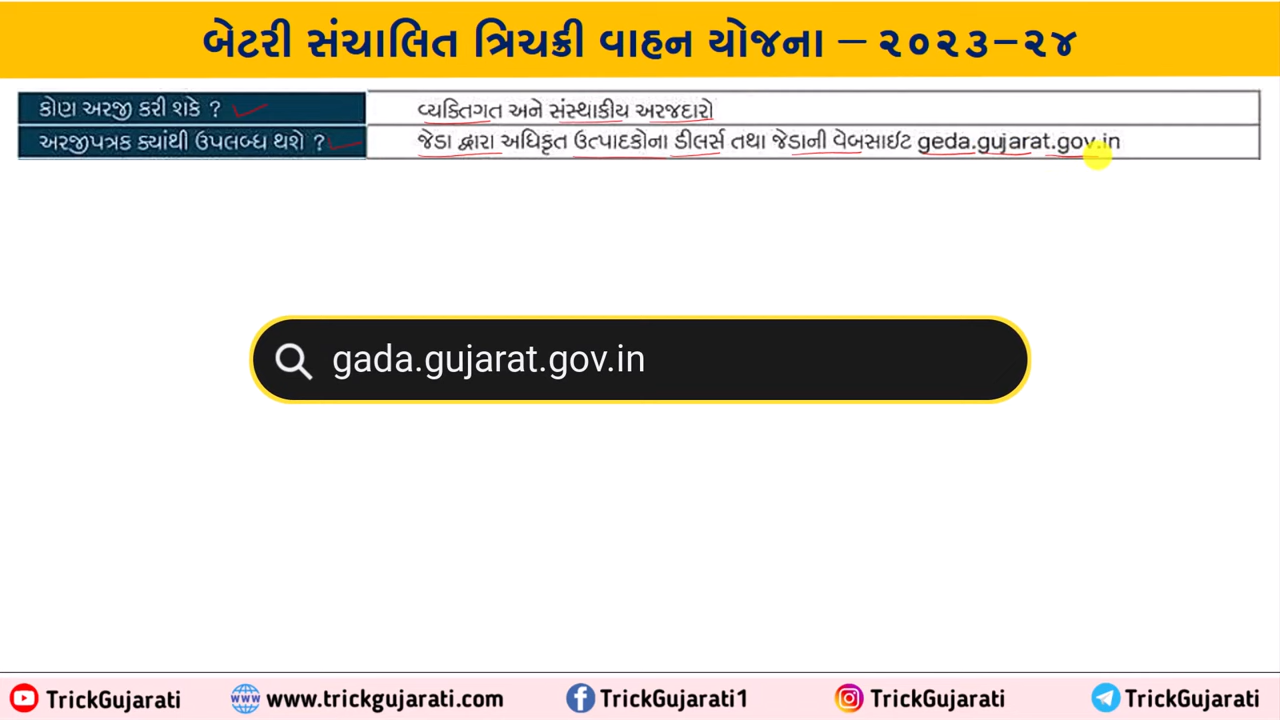 બેટરી સંચાલિત ત્રિચક્રી વાહન યોજના – ૨૦૨૩-૨૪
કોણ અરજી કરી શકે ? વ્યક્તિગત અને સંસ્થાકીય અરજદારો
અરજીપત્રક ક્યાંથી ઉપલબ્ધ થશે ? જેડા દ્વારા અધિકૃત ઉત્પાદકોના ડીલર્સ તથા જેડાની વેબસાઈટ geda.gujarat.gov.in
gada.gujarat.gov.in
TrickGujarati www.trickgujarati.com TrickGujarati1 TrickGujarati TrickGujarati